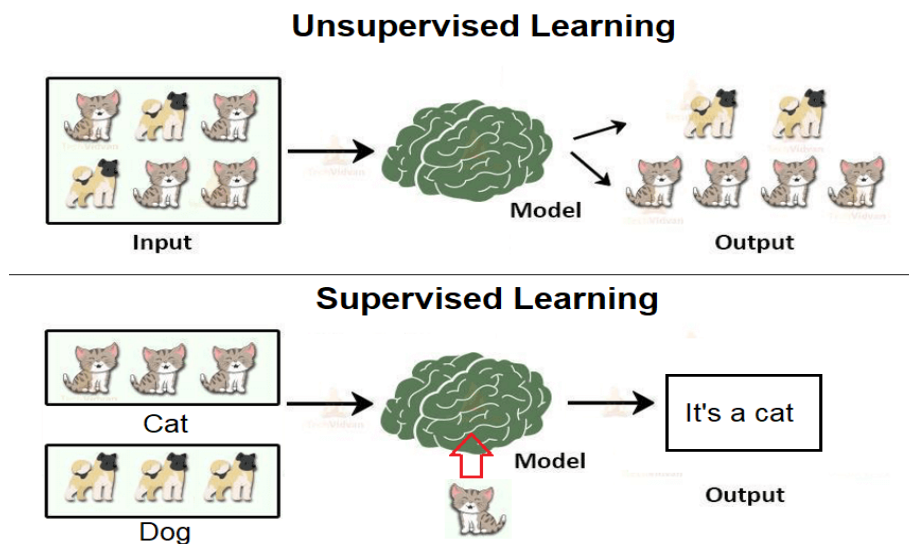 Unsupervised Learning
Model
Input
Output
Supervised Learning
Cat
It's a cat
Model
Output
Dog